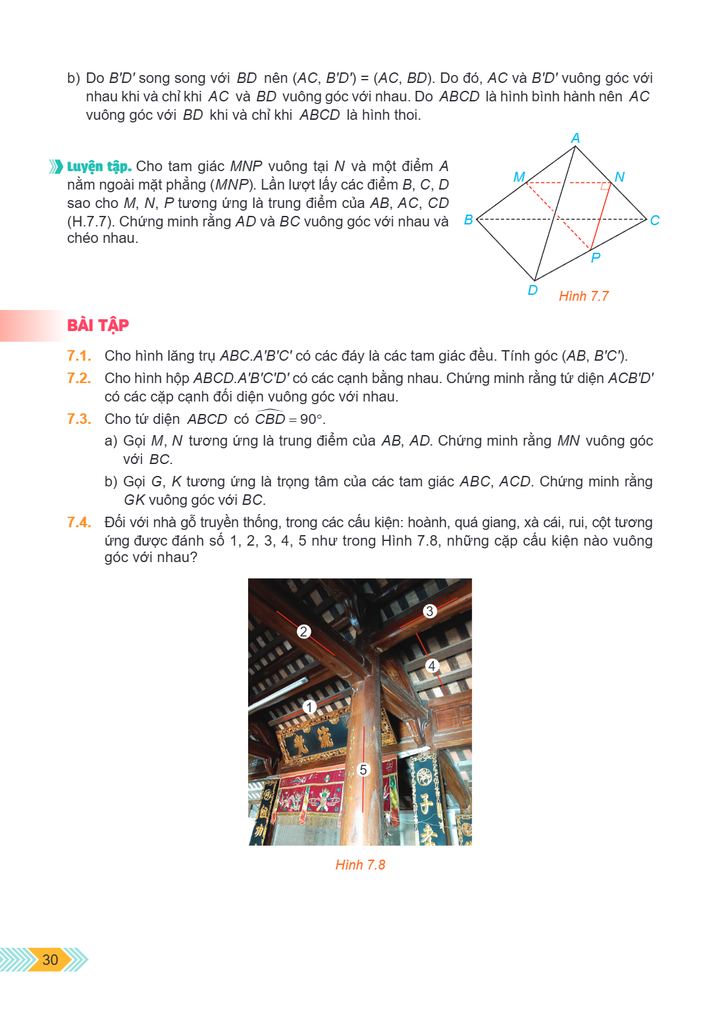 b) Do B'D' song song với BD nên (AC, B'D') = (AC, BD). Do đó, AC và B'D' vuông góc với
nhau khi và chỉ khi AC và BD vuông góc với nhau. Do ABCD là hình bình hành nên AC
vuông góc với BD khi và chỉ khi ABCD là hình thoi.
Luyện tập. Cho tam giác MNP vuông tại N và một điểm A
nằm ngoài mặt phẳng (MNP). Lần lượt lấy các điểm B, C, D
sao cho M, N, P tương ứng là trung điểm của AB, AC, CD
(H.7.7). Chứng minh rằng AD và BC vuông góc với nhau và
chéo nhau.
A
M
N
B
C
P
D
Hình 7.7
BÀI TẬP
7.1. Cho hình lăng trụ ABC.A'B'C' có các đáy là các tam giác đều. Tính góc (AB, B'C').
7.2. Cho hình hộp ABCD.A'B'C'D' có các cạnh bằng nhau. Chứng minh rằng tứ diện ACB'D'
có các cặp cạnh đối diện vuông góc với nhau.
7.3. Cho tứ diện ABCD có \widehat{CBD} = 90°.
a) Gọi M, N tương ứng là trung điểm của AB, AD. Chứng minh rằng MN vuông góc
với BC.
b) Gọi G, K tương ứng là trọng tâm của các tam giác ABC, ACD. Chứng minh rằng
GK vuông góc với BC.
7.4. Đối với nhà gỗ truyền thống, trong các cấu kiện: hoành, quá giang, xà cái, rui, cột tương
ứng được đánh số 1, 2, 3, 4, 5 như trong Hình 7.8, những cặp cấu kiện nào vuông
góc với nhau?
3
2
4
1
5
子
Hình 7.8
30